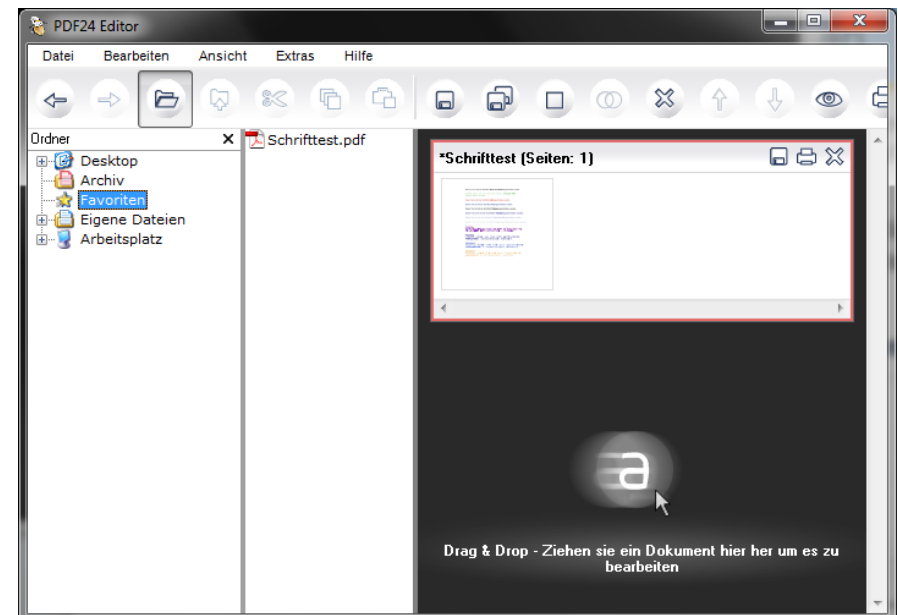 PDF24 Editor
Datei Bearbeiten Ansicht Extras Hilfe
Ordner
Desktop
Archiv
Favoriten
Eigene Dateien
Arbeitsplatz
Schrifttest.pdf
*Schrifttest (Seiten: 1)
a
Drag & Drop - Ziehen sie ein Dokument hier her um es zu
bearbeiten